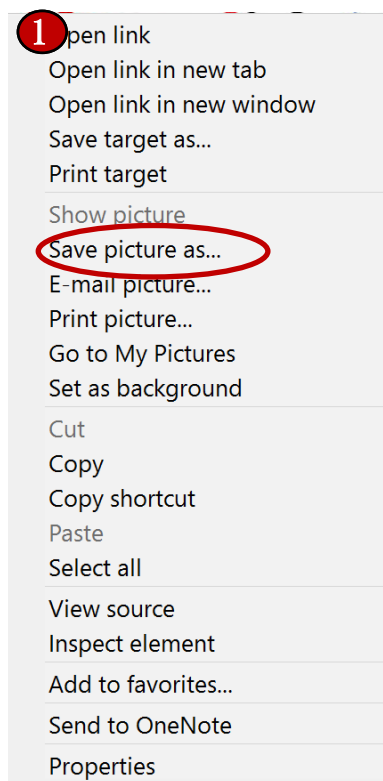 1
Open link
Open link in new tab
Open link in new window
Save target as...
Print target
Show picture
Save picture as...
E-mail picture...
Print picture...
Go to My Pictures
Set as background
Cut
Copy
Copy shortcut
Paste
Select all
View source
Inspect element
Add to favorites...
Send to OneNote
Properties